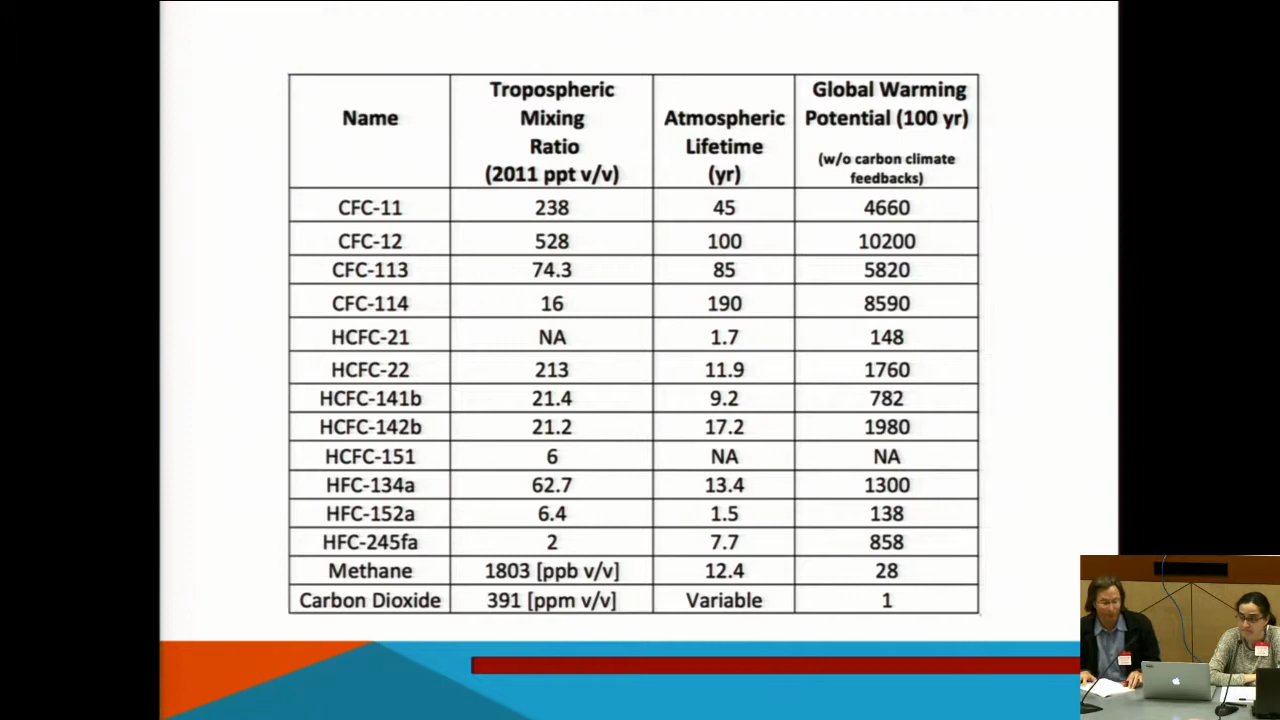 Name
Tropospheric
Mixing
Ratio
(2011 ppt v/v)
Atmospheric
Lifetime
(yr)
Global Warming
Potential (100 yr)
(w/o carbon climate
feedbacks)
CFC-11 238 45 4660
CFC-12 528 100 10200
CFC-113 74.3 85 5820
CFC-114 16 190 8590
HCFC-21 NA 1.7 148
HCFC-22 213 11.9 1760
HCFC-141b 21.4 9.2 782
HCFC-142b 21.2 17.2 1980
HCFC-151 6 NA NA
HFC-134a 62.7 13.4 1300
HFC-152a 6.4 1.5 138
HFC-245fa 2 7.7 858
Methane 1803 [ppb v/v] 12.4 28
Carbon Dioxide 391 [ppm v/v] Variable 1